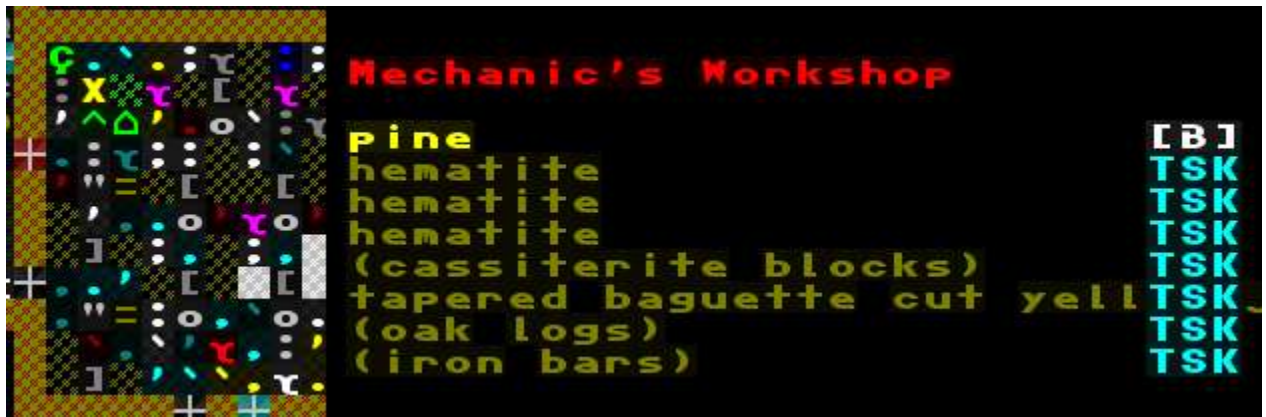 Mechanic's Workshop
pine [B]
hematite TSK
hematite TSK
hematite TSK
(cassiterite blocks) TSK
tapered baguette cut yell TSK
(oak logs) TSK
(iron bars) TSK